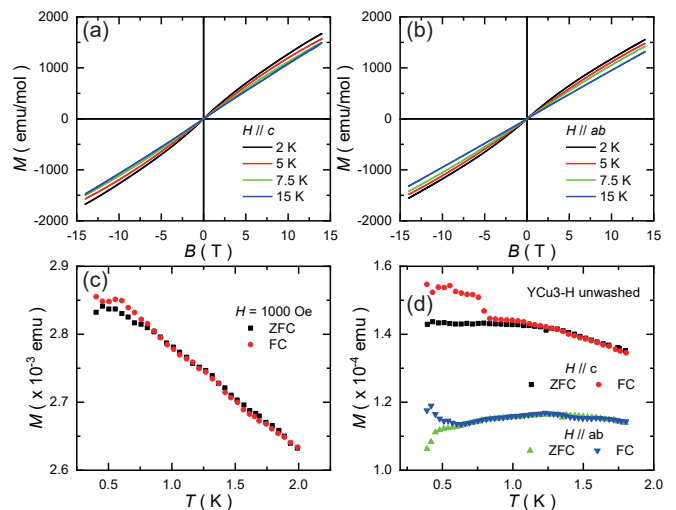 (a)
M ( emu/mol )
2000
1000
0
-1000
-2000
H // c
2 K
5 K
7.5 K
15 K
-15 -10 -5 0 5 10 15
B ( T )
(b)
M ( emu/mol )
2000
1000
0
-1000
-2000
H // ab
2 K
5 K
7.5 K
15 K
-15 -10 -5 0 5 10 15
B ( T )
(c)
M ( x 10-3 emu )
2.9
2.8
2.7
2.6
H = 1000 Oe
ZFC
FC
0.5 1.0 1.5 2.0
T ( K )
(d)
YCu3-H unwashed
M ( x 10-4 emu )
1.6
1.4
1.2
1.0
H // c
ZFC FC
H // ab
ZFC FC
0.0 0.5 1.0 1.5 2.0
T ( K )